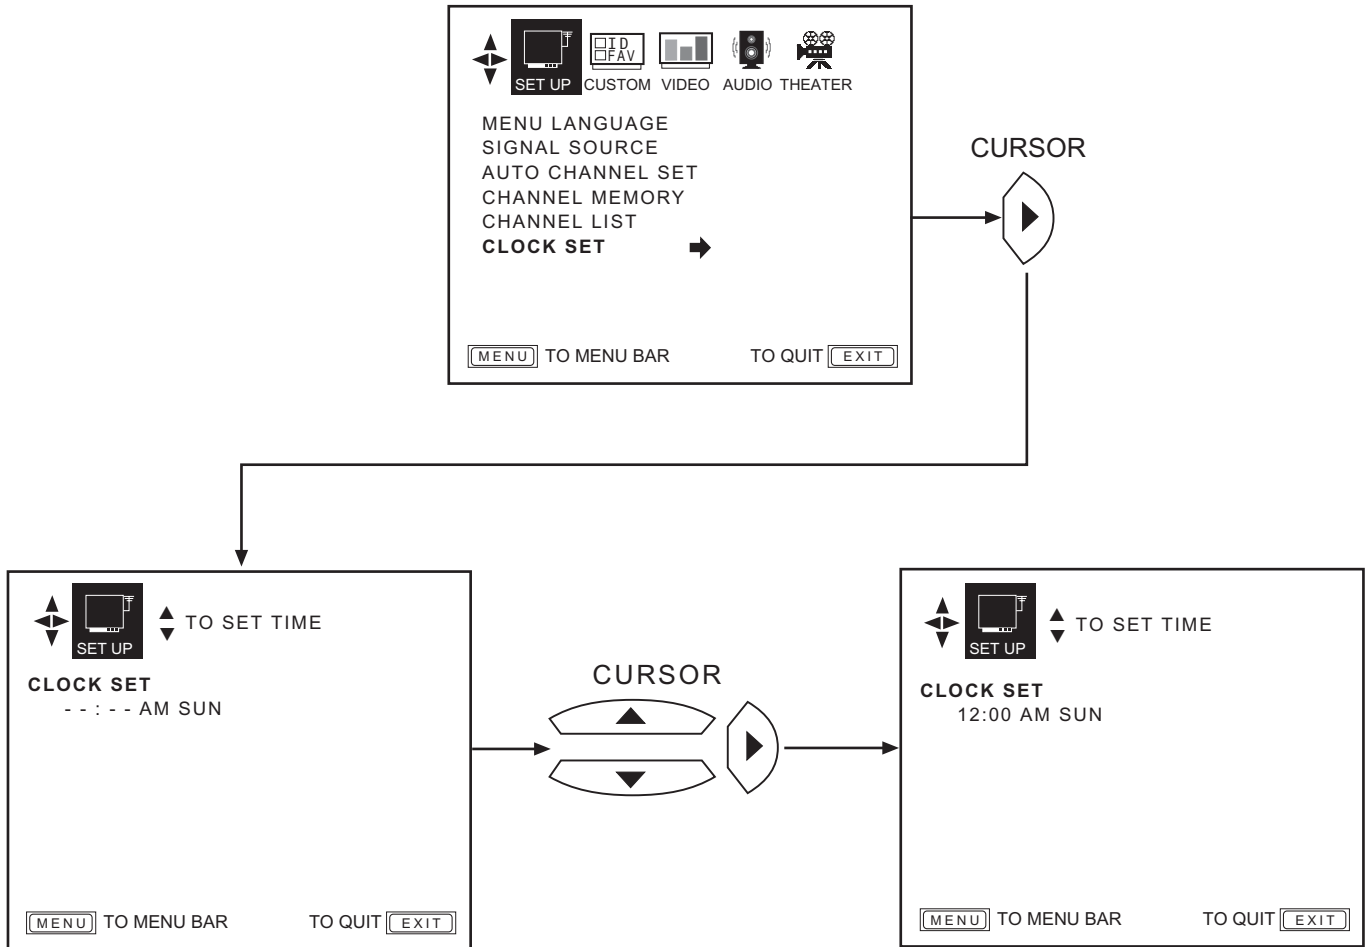 ID
FAV
SET UP CUSTOM VIDEO AUDIO THEATER
MENU LANGUAGE
SIGNAL SOURCE
AUTO CHANNEL SET
CHANNEL MEMORY
CHANNEL LIST
CLOCK SET
MENU TO MENU BAR TO QUIT EXIT
CURSOR
SET UP
TO SET TIME
CLOCK SET
- - : - - AM SUN
MENU TO MENU BAR TO QUIT EXIT
CURSOR
SET UP
TO SET TIME
CLOCK SET
12:00 AM SUN
MENU TO MENU BAR TO QUIT EXIT